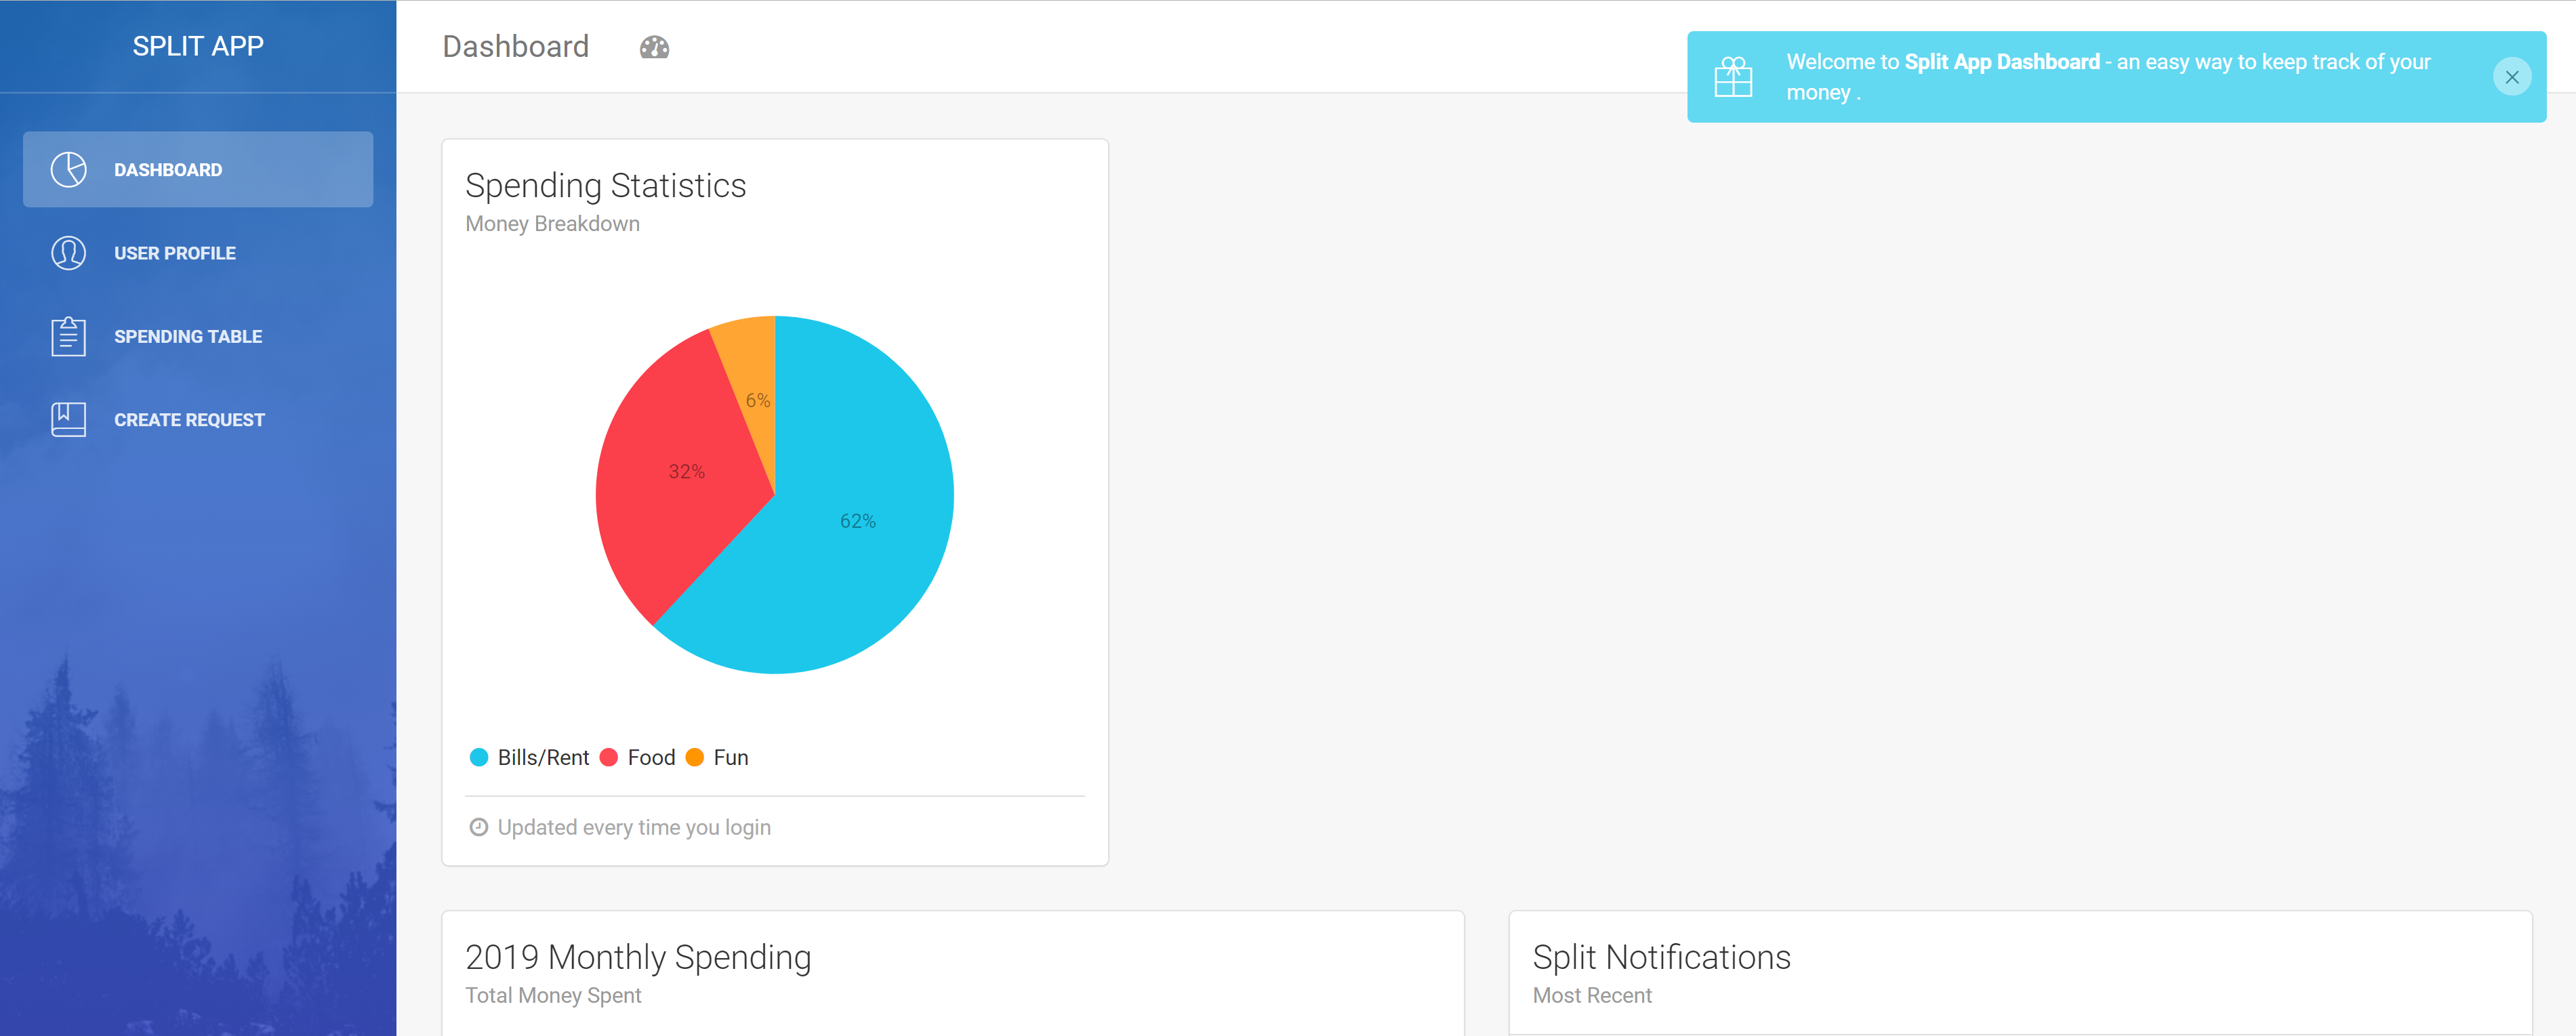 SPLIT APP
DASHBOARD
USER PROFILE
SPENDING TABLE
CREATE REQUEST
Dashboard
Welcome to Split App Dashboard - an easy way to keep track of your
money .
Spending Statistics
Money Breakdown
6%
32%
62%
Bills/Rent Food Fun
Updated every time you login
2019 Monthly Spending
Total Money Spent
Split Notifications
Most Recent